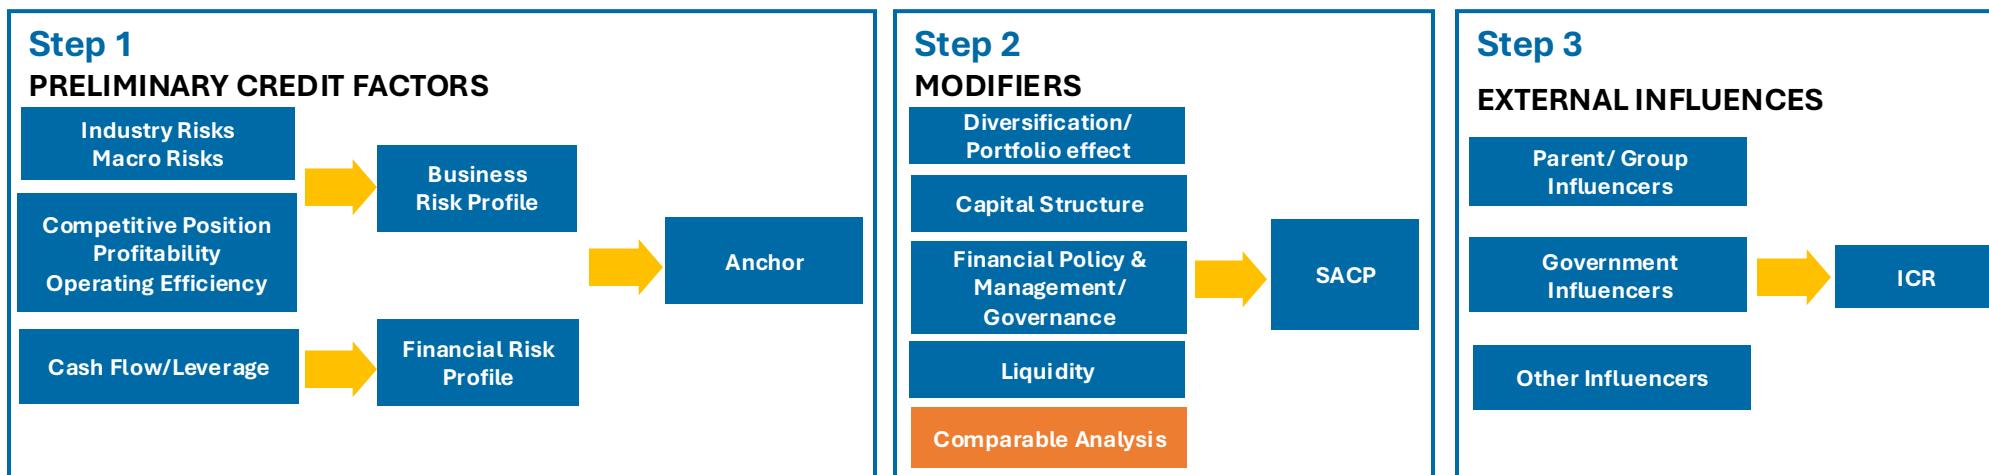 Step 1
PRELIMINARY CREDIT FACTORS
Industry Risks
Macro Risks
Competitive Position
Profitability
Operating Efficiency
Cash Flow/Leverage
Business
Risk Profile
Financial Risk
Profile
Anchor
Step 2
MODIFIERS
Diversification/
Portfolio effect
Capital Structure
Financial Policy &
Management/
Governance
Liquidity
Comparable Analysis
SACP
Step 3
EXTERNAL INFLUENCES
Parent/ Group
Influencers
Government
Influencers
Other Influencers
ICR